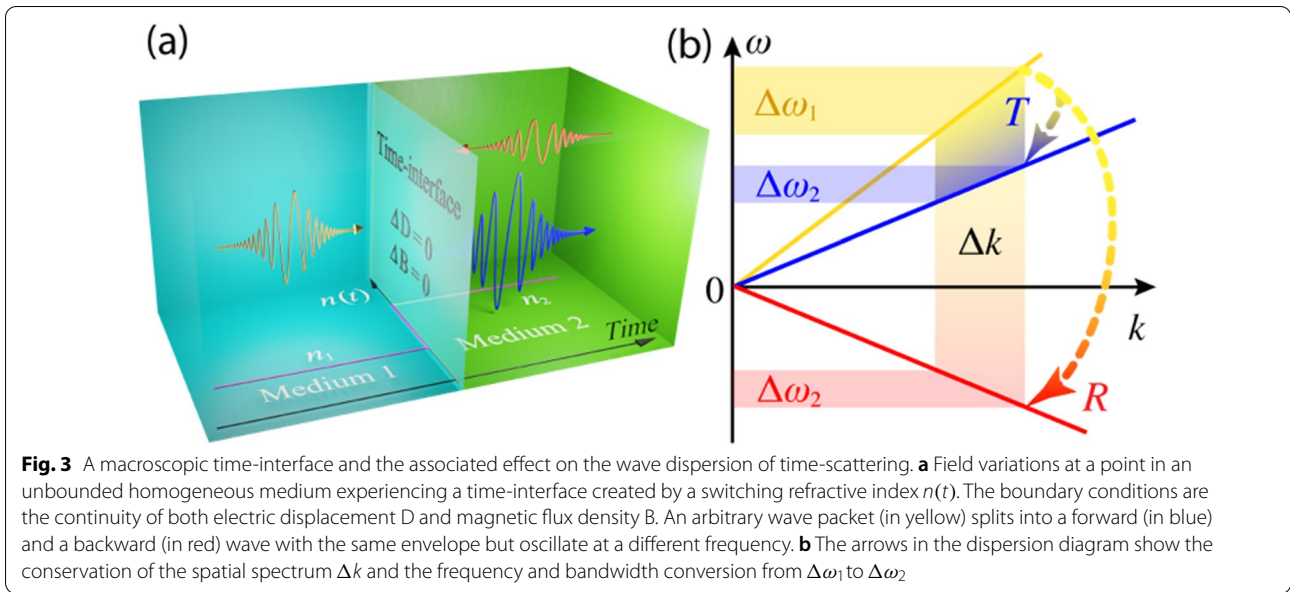 (a)
Time-interface
ΔD = 0
ΔB = 0
n(t)
n₁
n₂
Medium 1
Medium 2
Time
(b)
ω
Δω₁
T
Δω₂
Δk
0
k
Δω₂
R
Fig. 3 A macroscopic time-interface and the associated effect on the wave dispersion of time-scattering. a Field variations at a point in an
unbounded homogeneous medium experiencing a time-interface created by a switching refractive index n(t). The boundary conditions are
the continuity of both electric displacement D and magnetic flux density B. An arbitrary wave packet (in yellow) splits into a forward (in blue)
and a backward (in red) wave with the same envelope but oscillate at a different frequency. b The arrows in the dispersion diagram show the
conservation of the spatial spectrum Δk and the frequency and bandwidth conversion from Δω₁ to Δω₂